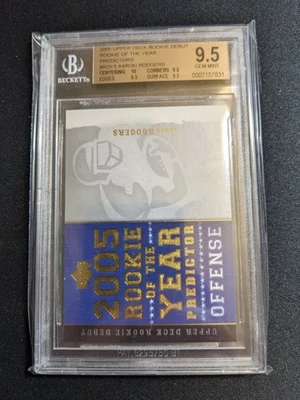 BECKETT
2005 UPPER DECK ROOKIE DEBUT
ROOKIE OF THE YEAR
PREDICTORS
AARON RODGERS
CENTERING 10 CORNERS 9.5
EDGES 9.5 SURFACE 9.5
9.5
GEM MINT
RODGERS
2005
ROOKIE
OF THE
YEAR
PREDICTOR
OFFENSE
UPPER DECK ROOKIE DEBUT